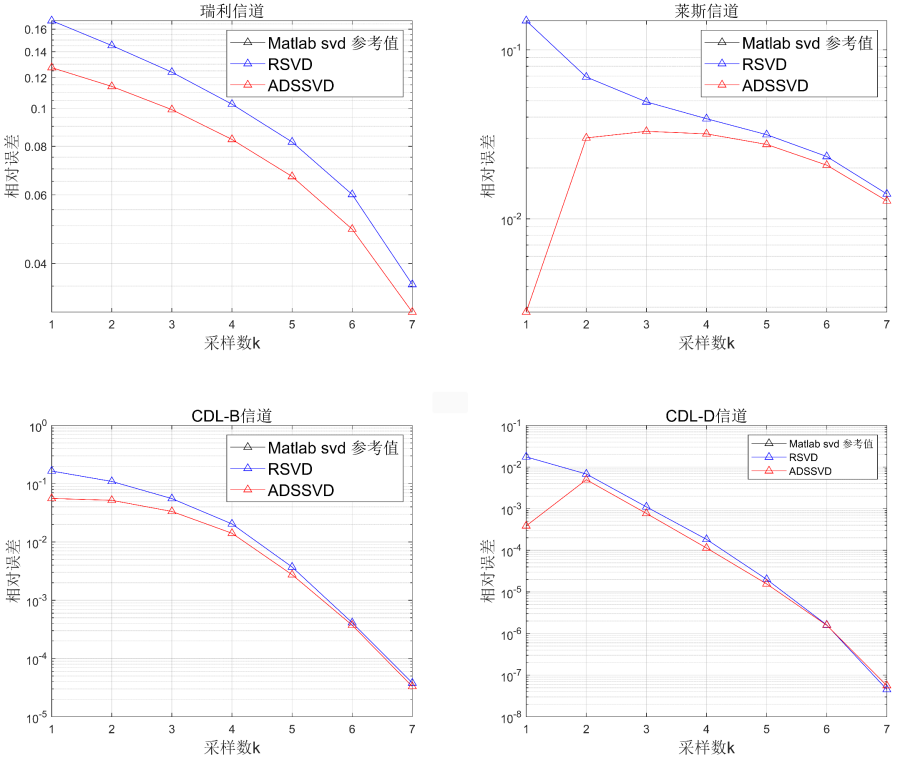 瑞利信道
0.16
0.14
0.12
0.1
0.08
0.06
0.04
相对误差
Matlab svd 参考值
RSVD
ADSSVD
1 2 3 4 5 6 7
采样数k
莱斯信道
10^-1
10^-2
相对误差
Matlab svd 参考值
RSVD
ADSSVD
1 2 3 4 5 6 7
采样数k
CDL-B信道
10^0
10^-1
10^-2
10^-3
10^-4
10^-5
相对误差
Matlab svd 参考值
RSVD
ADSSVD
1 2 3 4 5 6 7
采样数k
CDL-D信道
10^-1
10^-2
10^-3
10^-4
10^-5
10^-6
10^-7
10^-8
相对误差
Matlab svd 参考值
RSVD
ADSSVD
1 2 3 4 5 6 7
采样数k